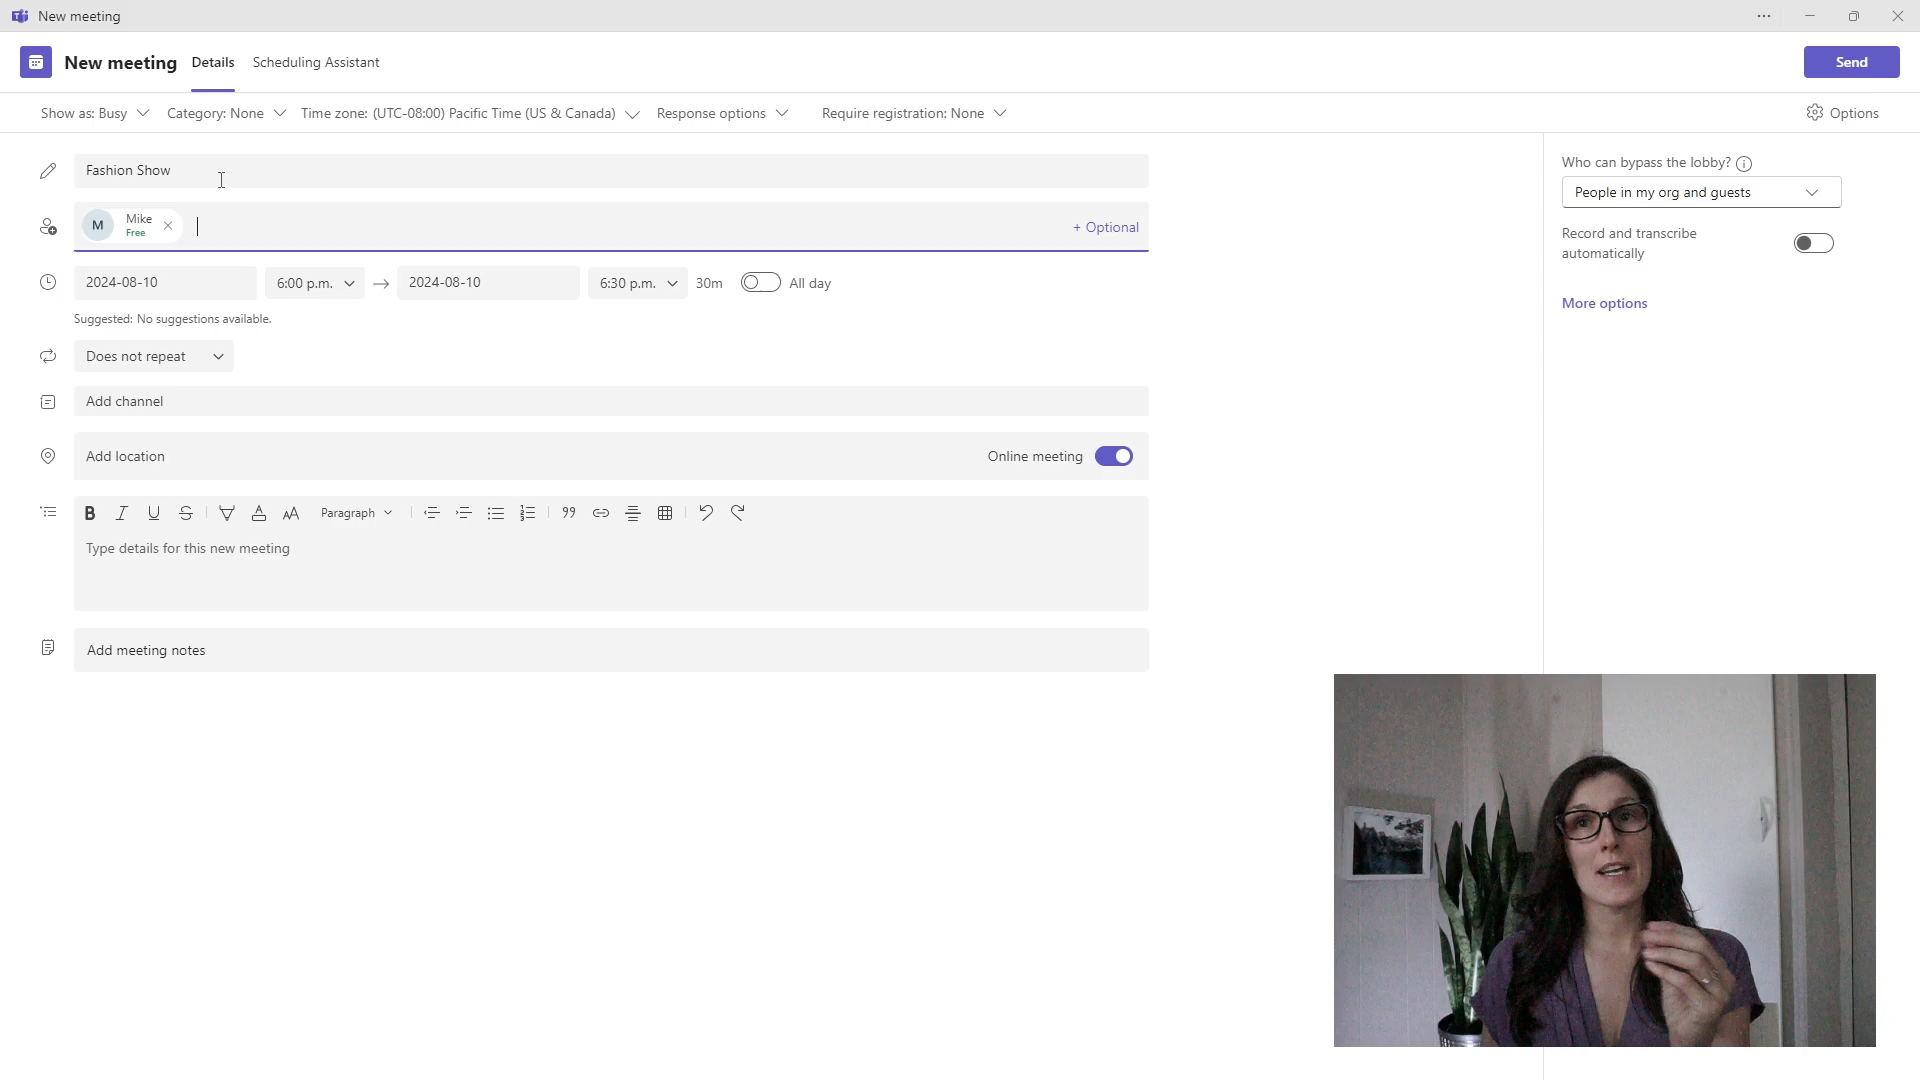 New meeting
New meeting Details Scheduling Assistant Send
Show as: Busy Category: None Time zone: (UTC-08:00) Pacific Time (US & Canada) Response options Require registration: None Options
Fashion Show
M Mike
Free
+ Optional
2024-08-10 6:00 p.m. → 2024-08-10 6:30 p.m. 30m All day
Suggested: No suggestions available.
Does not repeat
Add channel
Add location Online meeting
B I U S AA Paragraph
Type details for this new meeting
Add meeting notes
Who can bypass the lobby?
People in my org and guests
Record and transcribe
automatically
More options